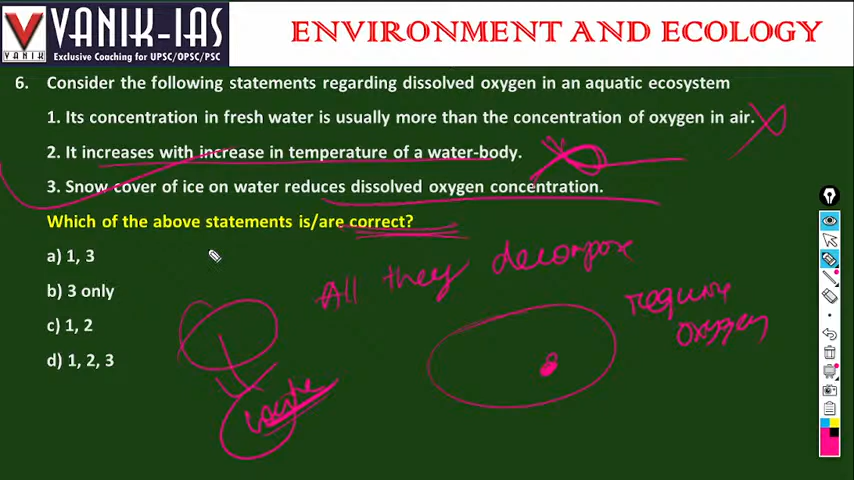 VANIK-IAS
VANIK
Exclusive Coaching for UPSC/OPSC/PSC
ENVIRONMENT AND ECOLOGY
6. Consider the following statements regarding dissolved oxygen in an aquatic ecosystem
1. Its concentration in fresh water is usually more than the concentration of oxygen in air.
2. It increases with increase in temperature of a water-body.
3. Snow cover of ice on water reduces dissolved oxygen concentration.
Which of the above statements is/are correct?
a) 1, 3
b) 3 only
c) 1, 2
d) 1, 2, 3
All they decompose
require
oxygen
waste